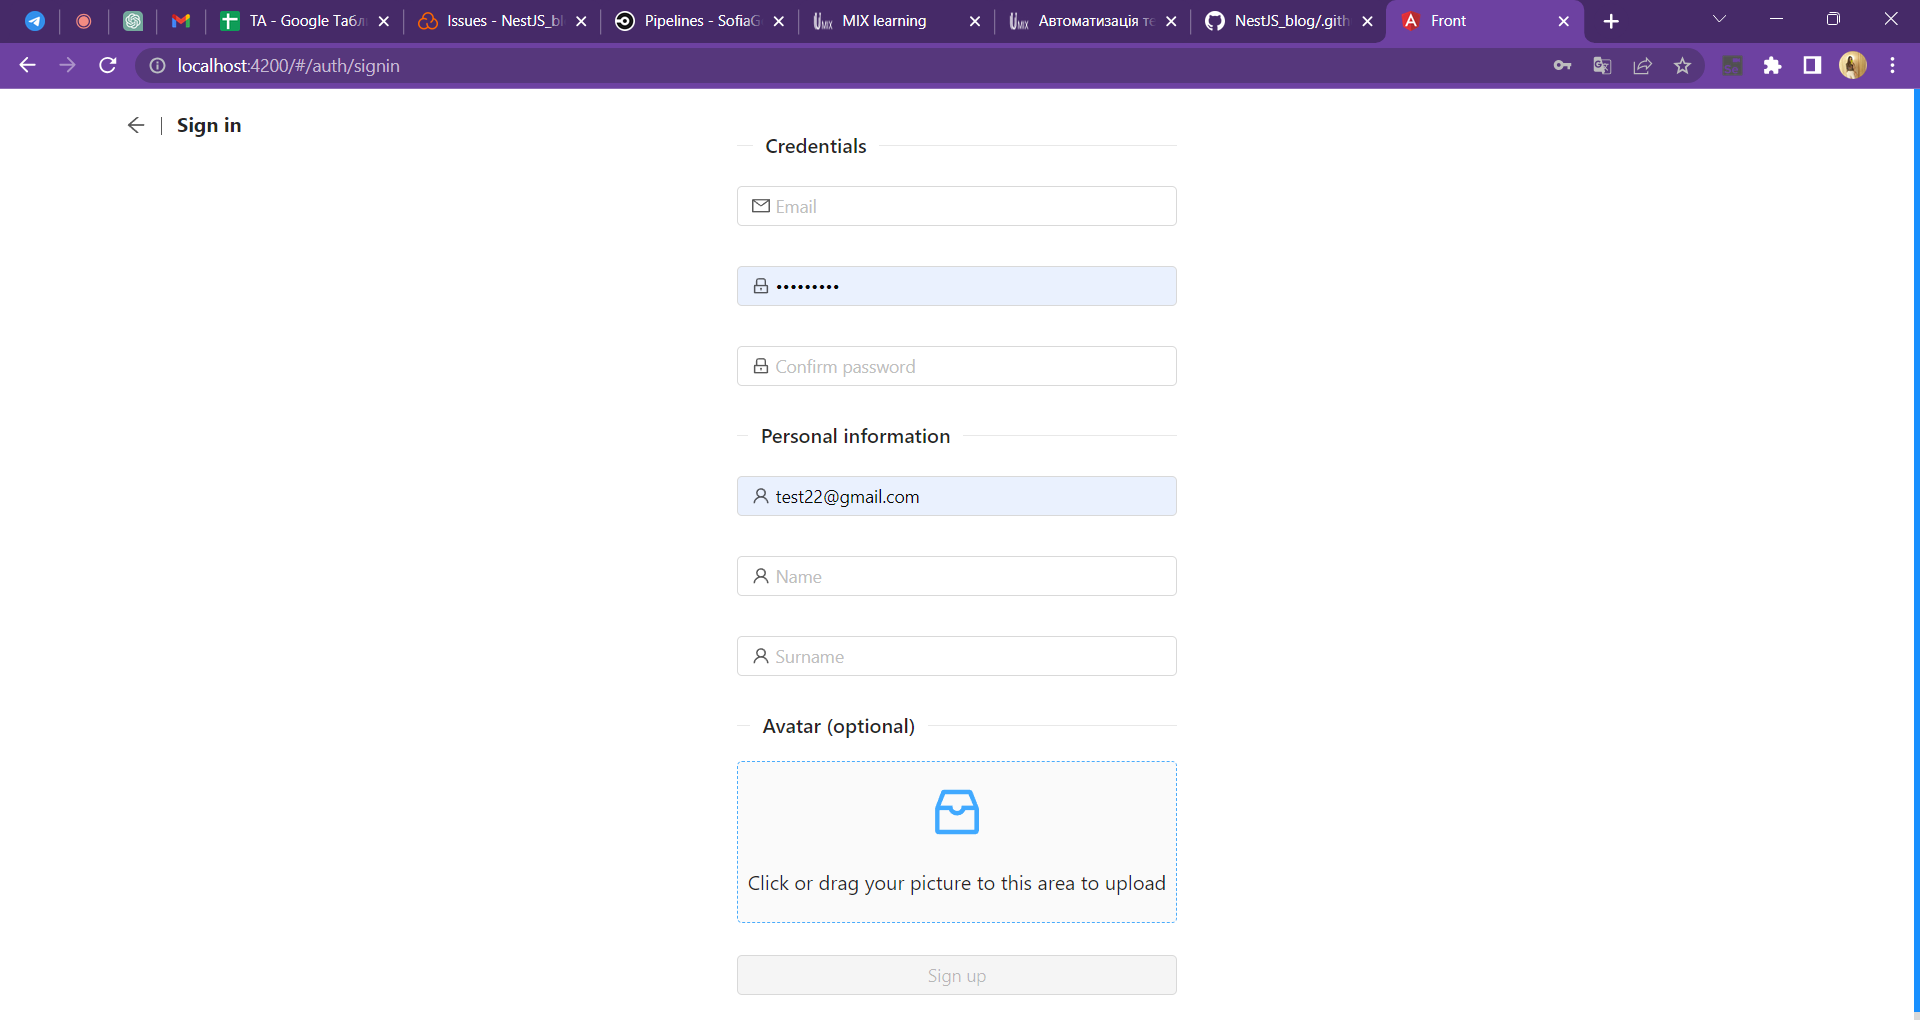 TA - Google Табл
Issues - NestJS_bl
Pipelines - SofiaG
MIX learning
Автоматизація те
NestJS_blog/.gith
Front
localhost:4200/#/auth/signin
Sign in
Credentials
Email
•••••••••
Confirm password
Personal information
test22@gmail.com
Name
Surname
Avatar (optional)
Click or drag your picture to this area to upload
Sign up